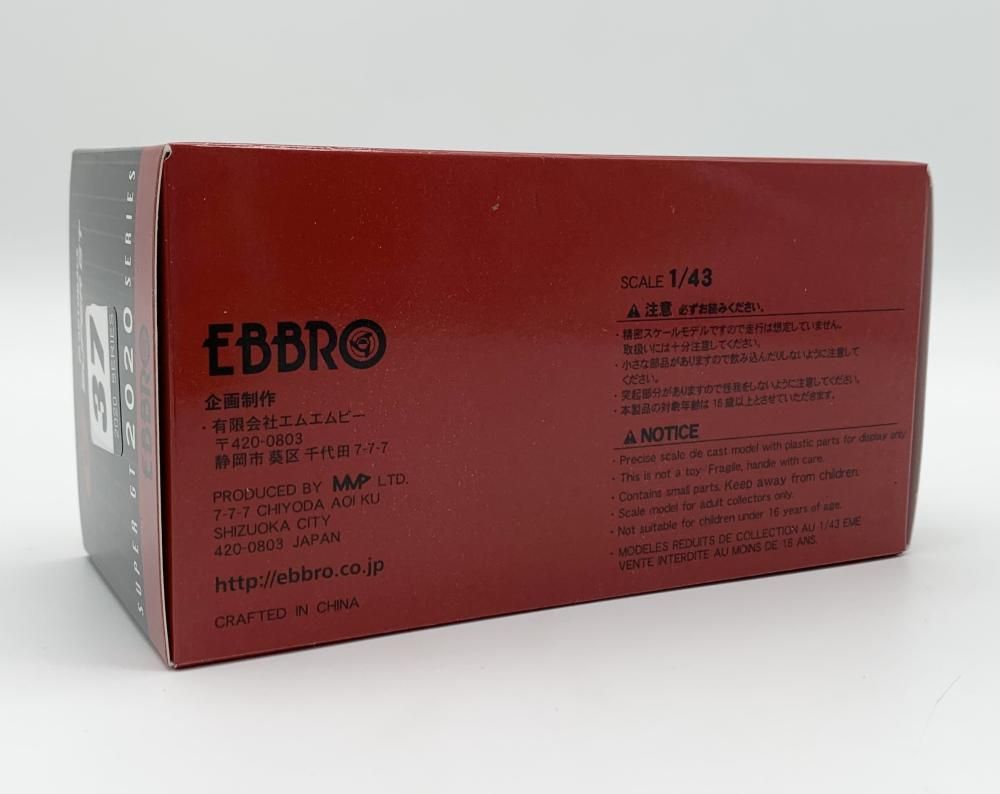 37
2020 SERIES
SUPER GT 2020 SERIES
EBBRO
EBBRO
企画制作
・有限会社エムエムピー
〒420-0803
静岡市 葵区 千代田 7-7-7
PRODUCED BY MMP LTD.
7-7-7 CHIYODA AOI KU
SHIZUOKA CITY
420-0803 JAPAN
http://ebbro.co.jp
CRAFTED IN CHINA
SCALE 1/43
注意 必ずお読みください。
・精密スケールモデルですので走行は想定していません。
取扱いには十分注意してください。
・小さな部品がありますので飲み込んだりしないように注意して
ください。
・突起部分がありますので怪我をしないように注意してください。
・本製品の対象年齢は 16 歳以上とさせていただきます。
NOTICE
・Precise scale die cast model with plastic parts for display only
・This is not a toy. Fragile, handle with care.
・Contains small parts. Keep away from children.
・Scale model for adult collectors only.
・Not suitable for children under 16 years of age.
・MODELES REDUITS DE COLLECTION AU 1/43 EME
VENTE INTERDITE AU MOINS DE 16 ANS.